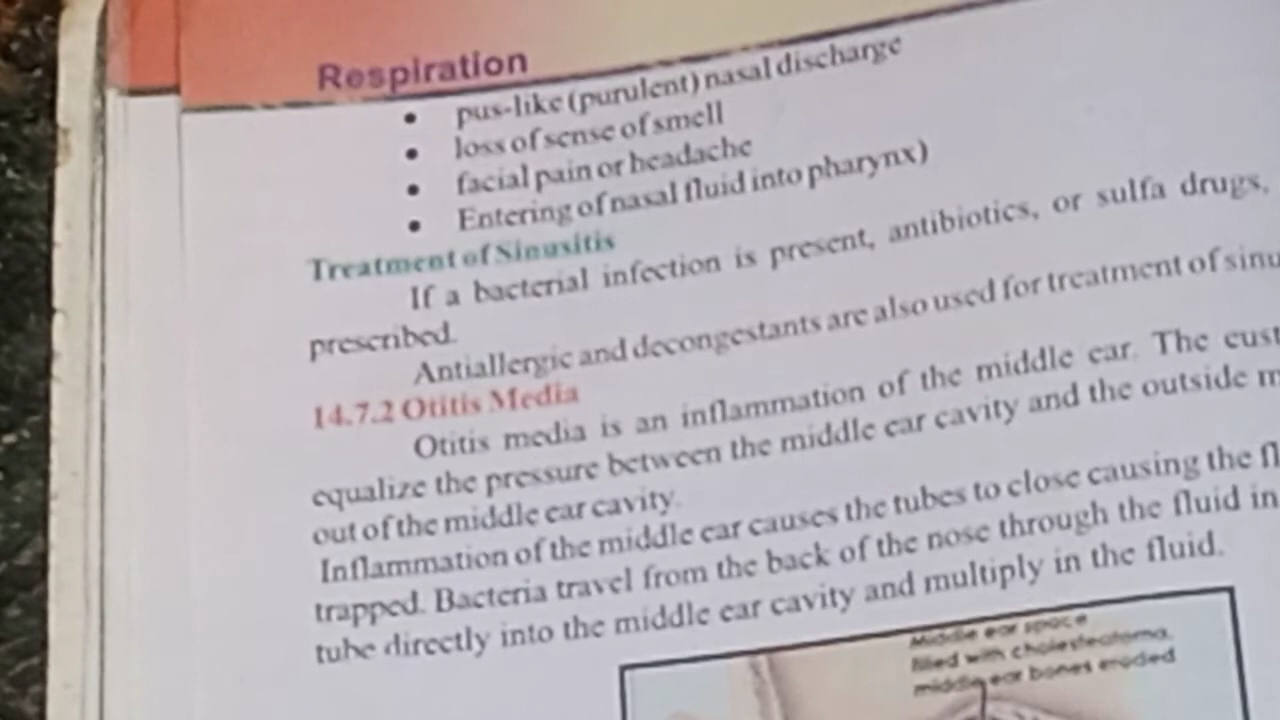 Respiration
• pus-like (purulent) nasal discharge
• loss of sense of smell
• facial pain or headache
• Entering of nasal fluid into pharynx)
Treatment of Sinusitis
If a bacterial infection is present, antibiotics, or sulfa drugs,
prescribed.
Antiallergic and decongestants are also used for treatment of sinu
14.7.2 Otitis Media
Otitis media is an inflammation of the middle ear. The eust
equalize the pressure between the middle ear cavity and the outside
out of the middle ear cavity.
Inflammation of the middle ear causes the tubes to close causing the fl
trapped. Bacteria travel from the back of the nose through the fluid in
tube directly into the middle ear cavity and multiply in the fluid.
Middle ear space
filled with cholesteatoma,
middle ear bones eroded